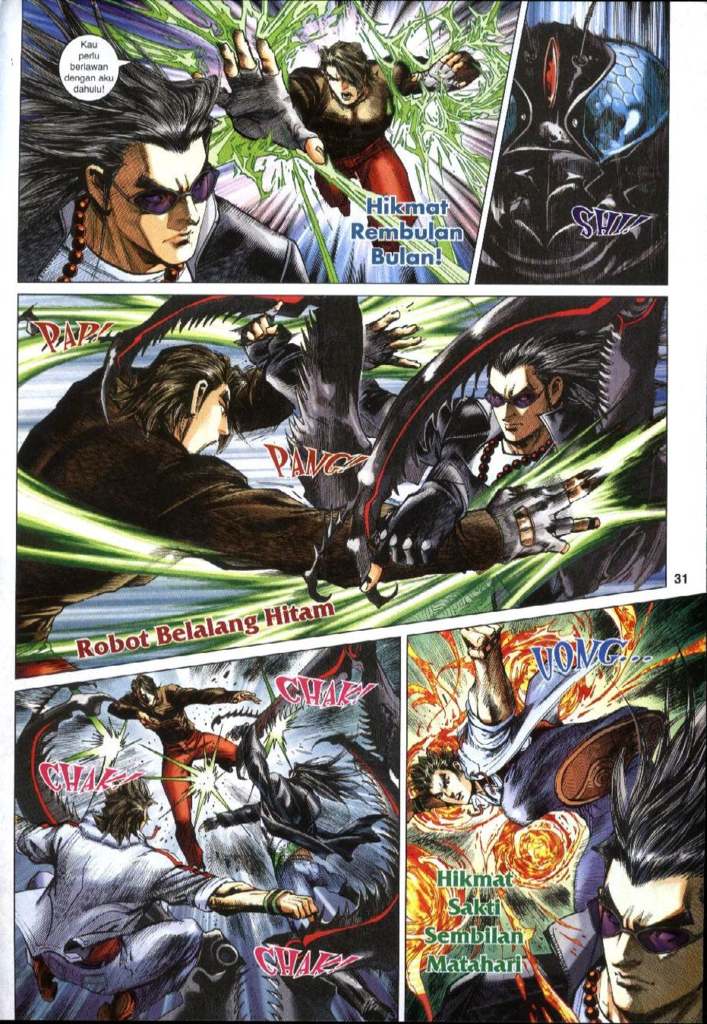 Kau
perlu
berlawan
dengan aku
dahulu!
Hikmat
Rembulan
Bulan!
SHI!
PAP!
PANG!
31
Robot Belalang Hitam
CHAK!
CHAK!
CHAK!
VONG...
Hikmat
Sakti
Sembilan
Matahari